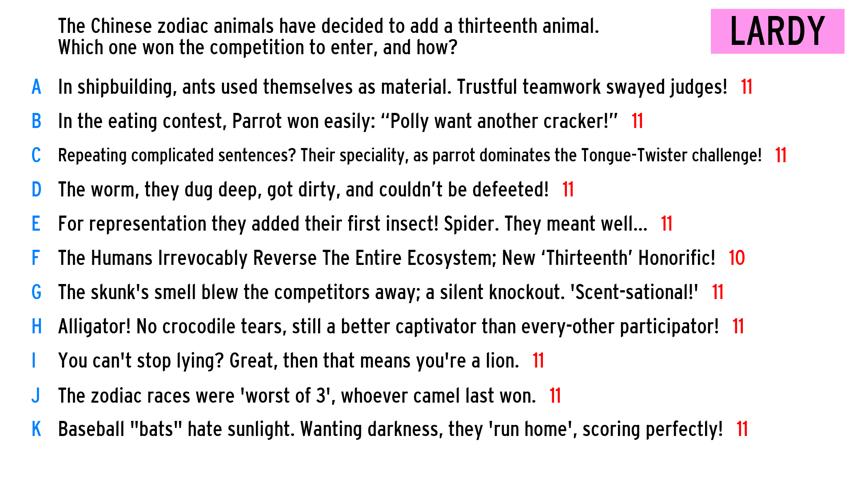 The Chinese zodiac animals have decided to add a thirteenth animal.
Which one won the competition to enter, and how?
LARDY
A In shipbuilding, ants used themselves as material. Trustful teamwork swayed judges! 11
B In the eating contest, Parrot won easily: “Polly want another cracker!” 11
C Repeating complicated sentences? Their speciality, as parrot dominates the Tongue-Twister challenge! 11
D The worm, they dug deep, got dirty, and couldn’t be defeeted! 11
E For representation they added their first insect! Spider. They meant well... 11
F The Humans Irrevocably Reverse The Entire Ecosystem; New ‘Thirteenth’ Honorific! 10
G The skunk's smell blew the competitors away; a silent knockout. 'Scent-sational!' 11
H Alligator! No crocodile tears, still a better captivator than every-other participator! 11
I You can't stop lying? Great, then that means you're a lion. 11
J The zodiac races were 'worst of 3', whoever camel last won. 11
K Baseball "bats" hate sunlight. Wanting darkness, they 'run home', scoring perfectly! 11